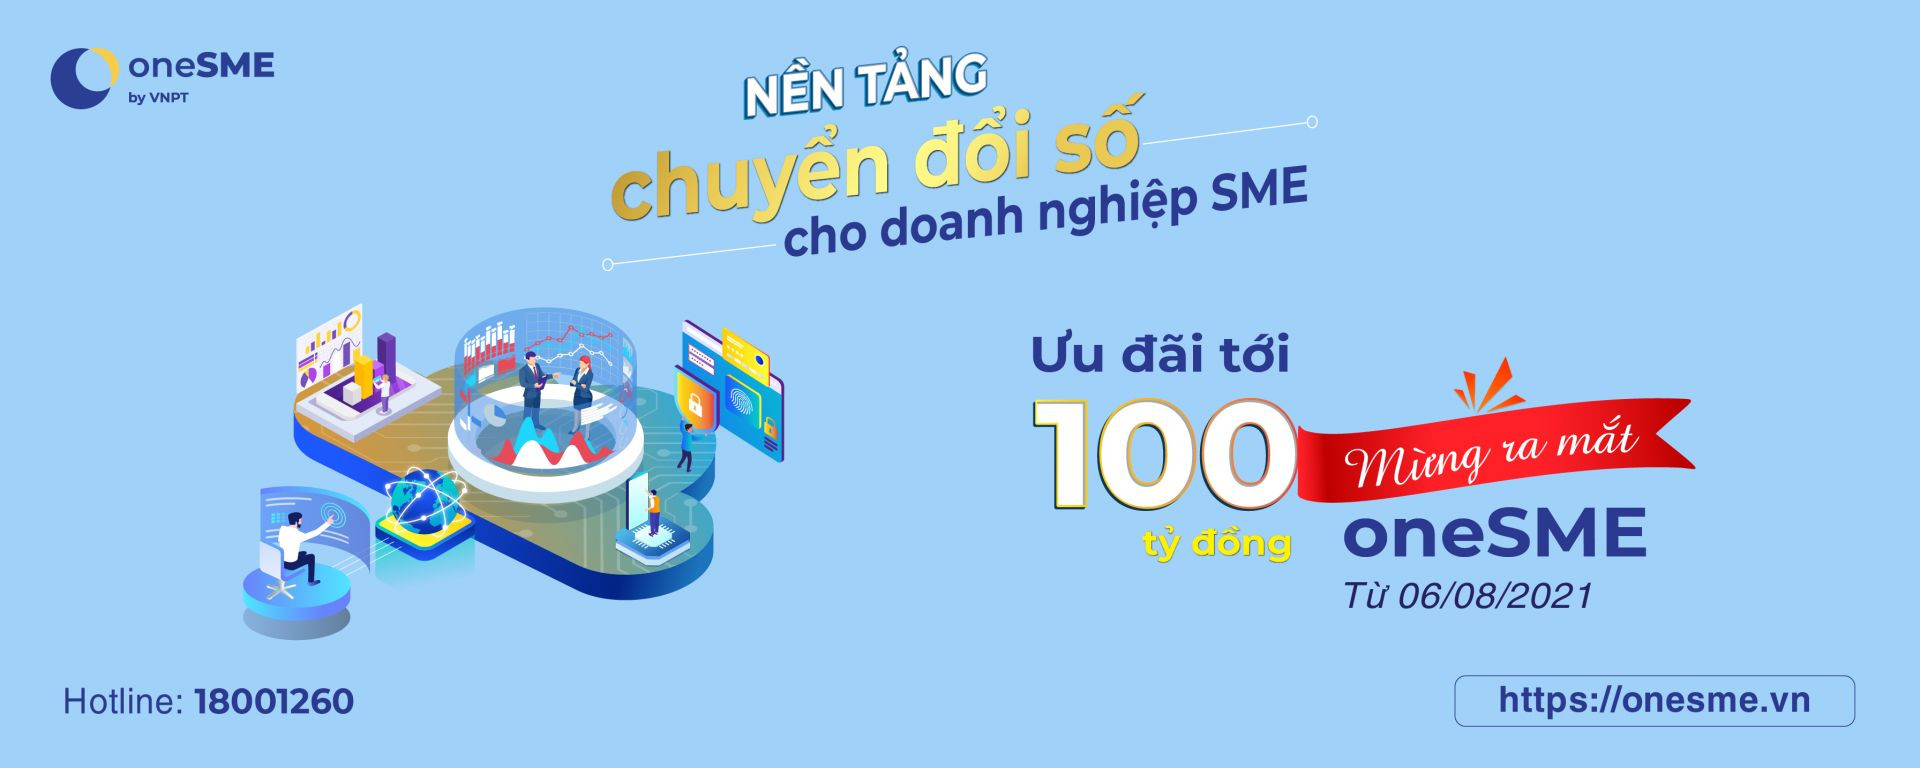 oneSME
by VNPT
NỀN TẢNG
chuyển đổi số
cho doanh nghiệp SME
Ưu đãi tới
100
tỷ đồng
Mừng ra mắt
oneSME
Từ 06/08/2021
Hotline: 18001260
https://onesme.vn